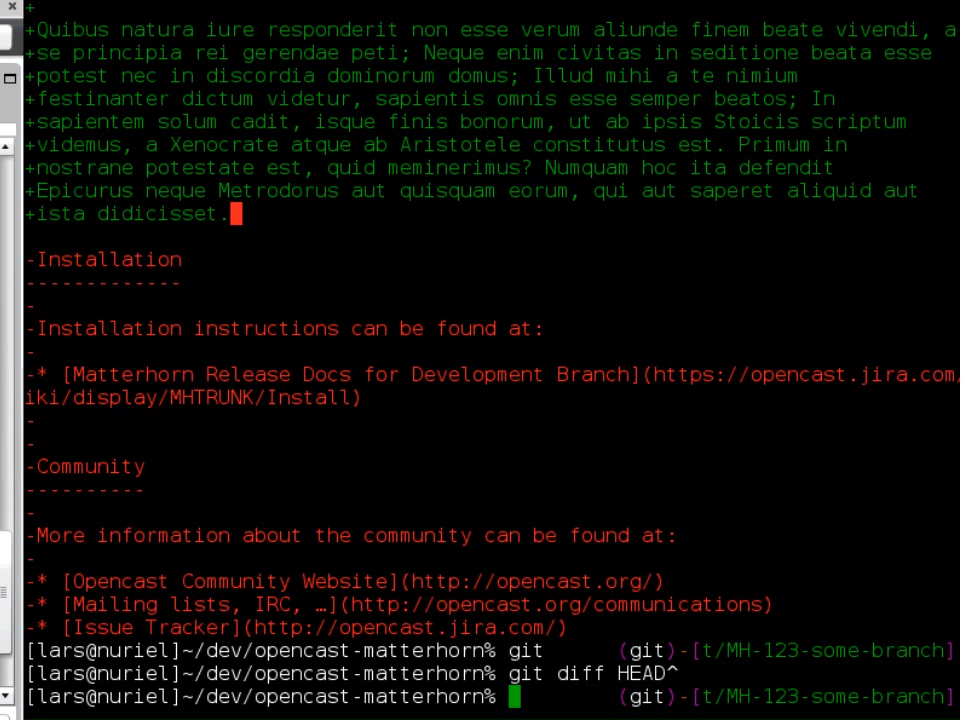 +
+Quibus natura iure responderit non esse verum aliunde finem beate vivendi, a
+se principia rei gerendae peti; Neque enim civitas in seditione beata esse
+potest nec in discordia dominorum domus; Illud mihi a te nimium
+festinanter dictum videtur, sapientis omnis esse semper beatos; In
+sapientem solum cadit, isque finis bonorum, ut ab ipsis Stoicis scriptum
+videmus, a Xenocrate atque ab Aristotele constitutus est. Primum in
+nostrane potestate est, quid meminerimus? Numquam hoc ita defendit
+Epicurus neque Metrodorus aut quisquam eorum, qui aut saperet aliquid aut
+ista didicisset.
-Installation
-------------
-
-Installation instructions can be found at:
-
-* [Matterhorn Release Docs for Development Branch](https://opencast.jira.com/
iki/display/MHTRUNK/Install)
-
-
-Community
----------- 
-
-More information about the community can be found at:
-
-* [Opencast Community Website](http://opencast.org/)
-* [Mailing lists, IRC, …](http://opencast.org/communications)
-* [Issue Tracker](http://opencast.jira.com/)
[lars@nuriel]~/dev/opencast-matterhorn% git (git)-[t/MH-123-some-branch]
[lars@nuriel]~/dev/opencast-matterhorn% git diff HEAD^
[lars@nuriel]~/dev/opencast-matterhorn% (git)-[t/MH-123-some-branch]